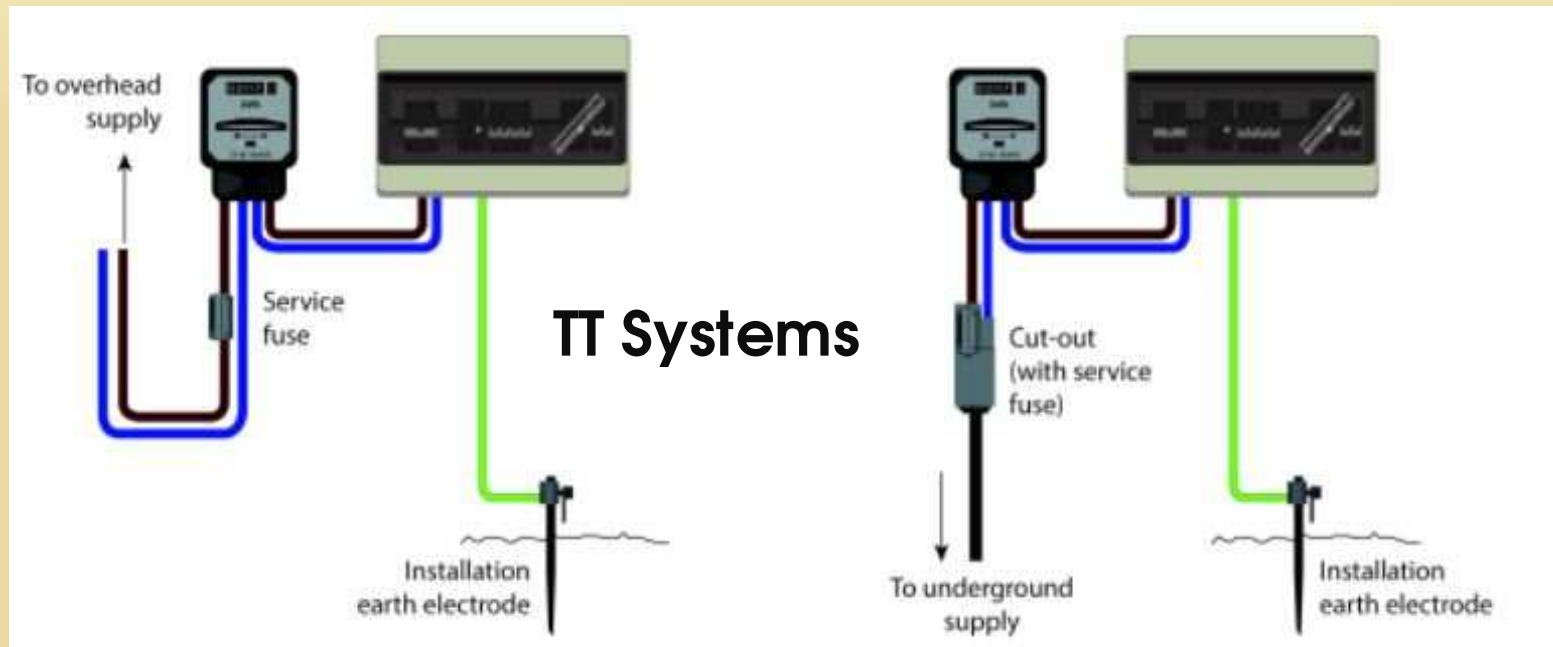 To overhead
supply
Service
fuse
TT Systems
Cut-out
(with service
fuse)
Installation
earth electrode
To underground
supply
Installation
earth electrode